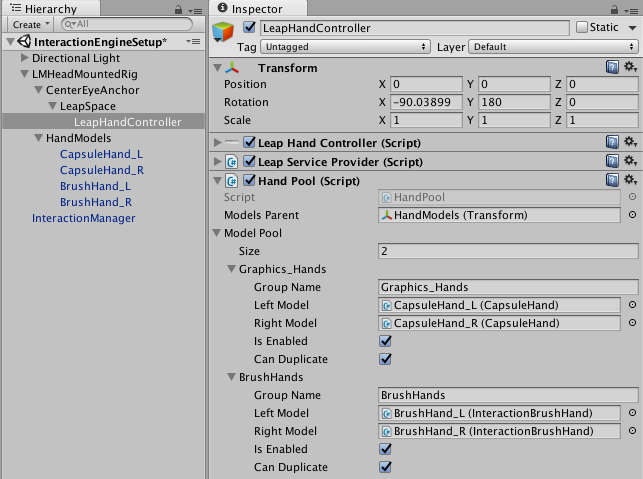 Hierarchy
Create
All
InteractionEngineSetup*
Directional Light
LMHeadMountedRig
CenterEyeAnchor
LeapSpace
LeapHandController
HandModels
CapsuleHand_L
CapsuleHand_R
BrushHand_L
BrushHand_R
InteractionManager
Inspector
LeapHandController Static
Tag Untagged Layer Default
Transform
Position X 0 Y 0 Z 0
Rotation X -90.03899 Y 180 Z 0
Scale X 1 Y 1 Z 1
Leap Hand Controller (Script)
Leap Service Provider (Script)
Hand Pool (Script)
Script HandPool
Models Parent HandModels (Transform)
Model Pool
Size 2
Graphics_Hands
Group Name Graphics_Hands
Left Model CapsuleHand_L (CapsuleHand)
Right Model CapsuleHand_R (CapsuleHand)
Is Enabled
Can Duplicate
BrushHands
Group Name BrushHands
Left Model BrushHand_L (InteractionBrushHand)
Right Model BrushHand_R (InteractionBrushHand)
Is Enabled
Can Duplicate